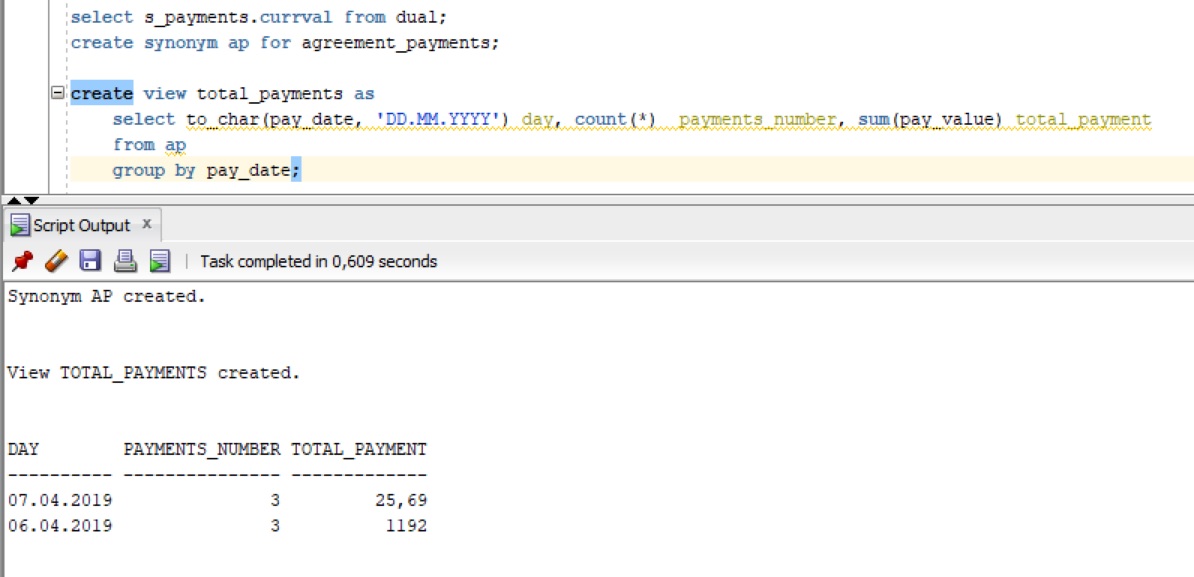 select s_payments.currval from dual;
create synonym ap for agreement_payments;
create view total_payments as
select to_char(pay_date, 'DD.MM.YYYY') day, count(*)  payments_number, sum(pay_value) total_payment
from ap
group by pay_date;
Script Output x
Task completed in 0,609 seconds
Synonym AP created.
View TOTAL_PAYMENTS created.
DAY        PAYMENTS_NUMBER TOTAL_PAYMENT
---------- --------------- -------------
07.04.2019               3         25,69
06.04.2019               3          1192